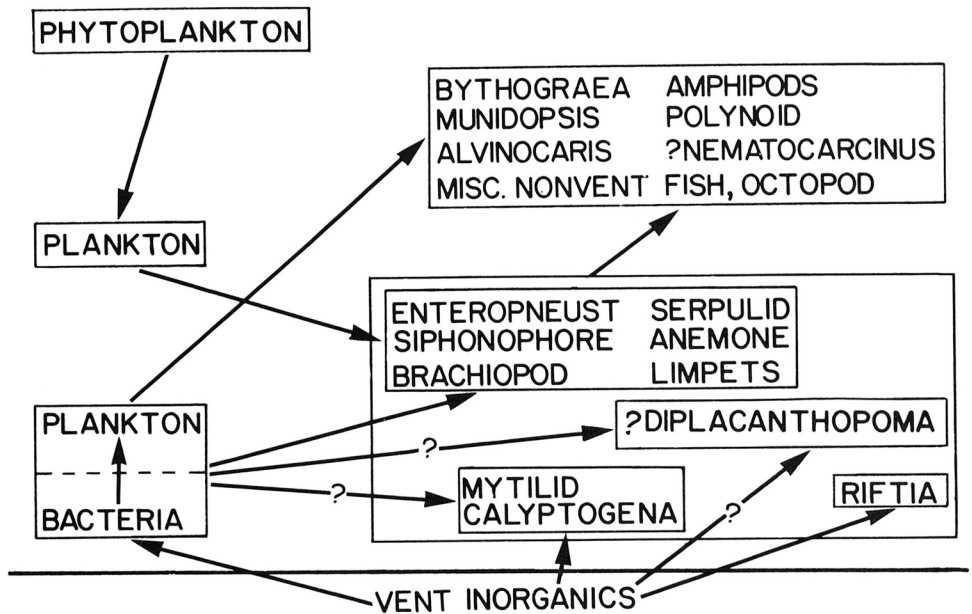 PHYTOPLANKTON
BYTHOGRAEA AMPHIPODS
MUNIDOPSIS POLYNOID
ALVINOCARIS ?NEMATOCARCINUS
MISC. NONVENT FISH, OCTOPOD
PLANKTON
ENTEROPNEUST SERPULID
SIPHONOPHORE ANEMONE
BRACHIOPOD LIMPETS
PLANKTON
?DIPLACANTHOPOMA
?
?
MYTILID
CALYPTOGENA
RIFTIA
BACTERIA
?
VENT INORGANICS